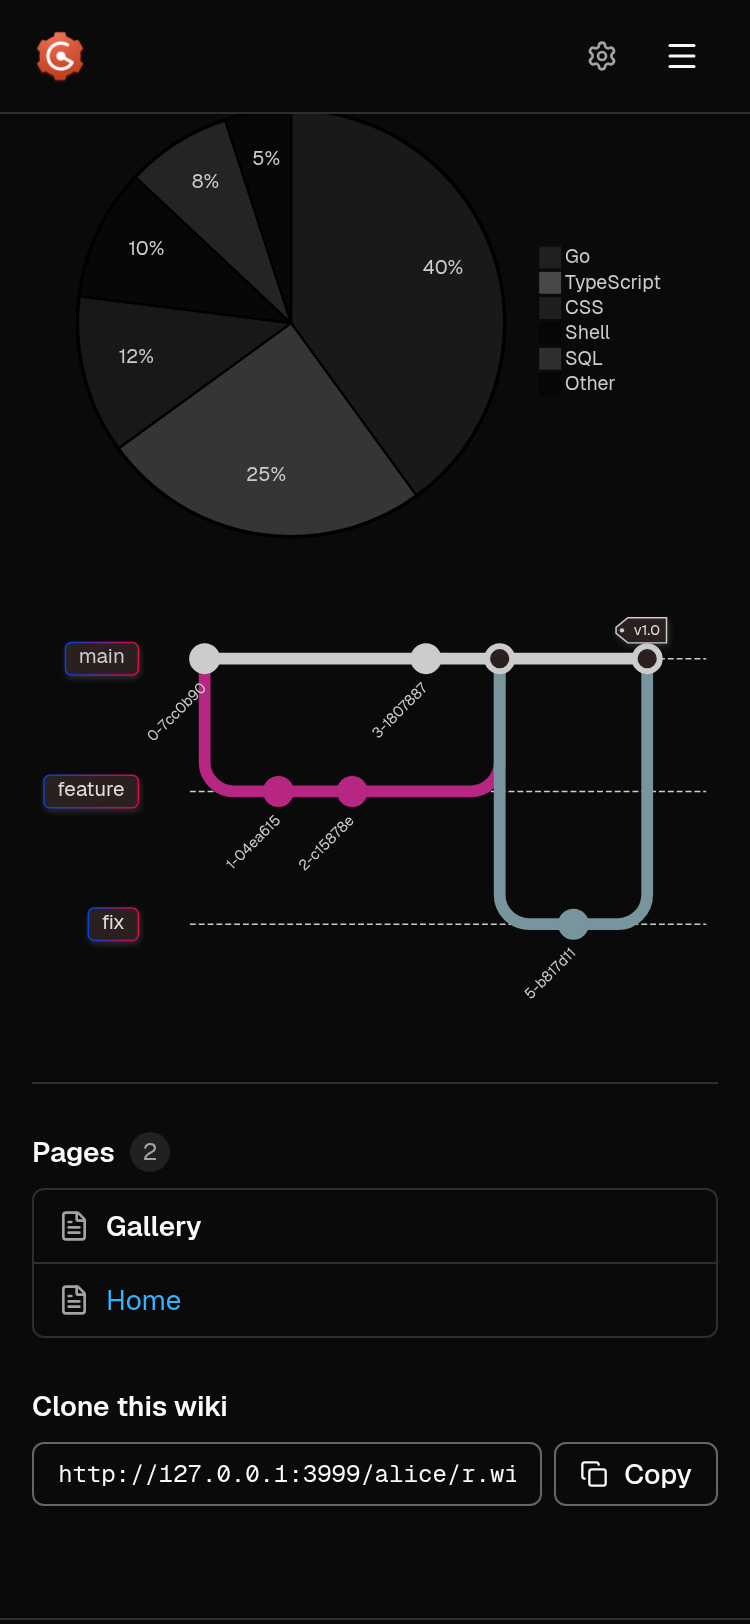 5%
8%
10%
40%
12%
25%
Go
TypeScript
CSS
Shell
SQL
Other
v1.0
main
0-7cc0b90
3-1807887
feature
1-04ea615
2-c15878e
fix
5-b817d11
Pages 2
Gallery
Home
Clone this wiki
http://127.0.0.1:3999/alice/r.wi
Copy